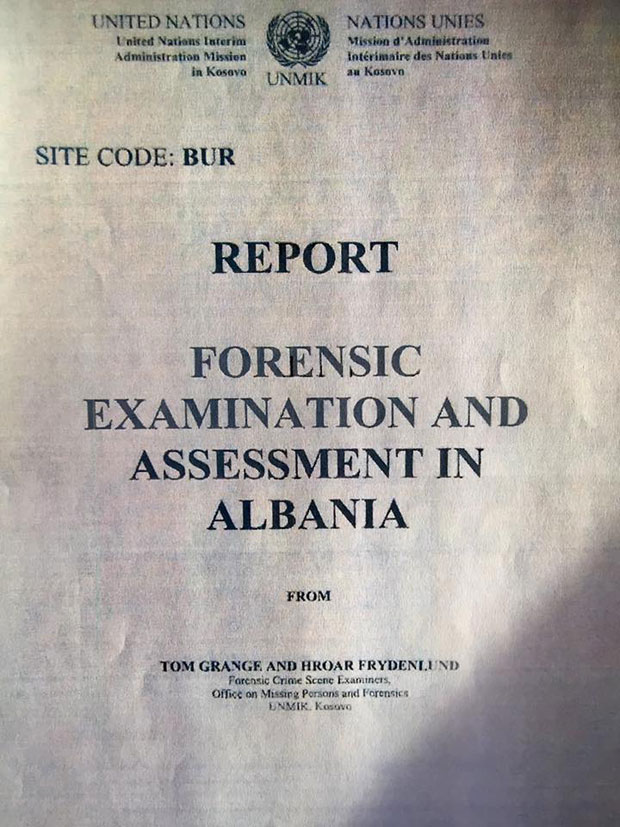 UNITED NATIONS
United Nations Interim
Administration Mission
in Kosovo
UNMIK
NATIONS UNIES
Mission d'Administration
Intérimaire des Nations Unies
au Kosovo
SITE CODE: BUR
REPORT
FORENSIC
EXAMINATION AND
ASSESSMENT IN
ALBANIA
FROM
TOM GRANGE AND HROAR FRYDENLUND
Forensic Crime Scene Examiners,
Office on Missing Persons and Forensics
UNMIK, Kosovo